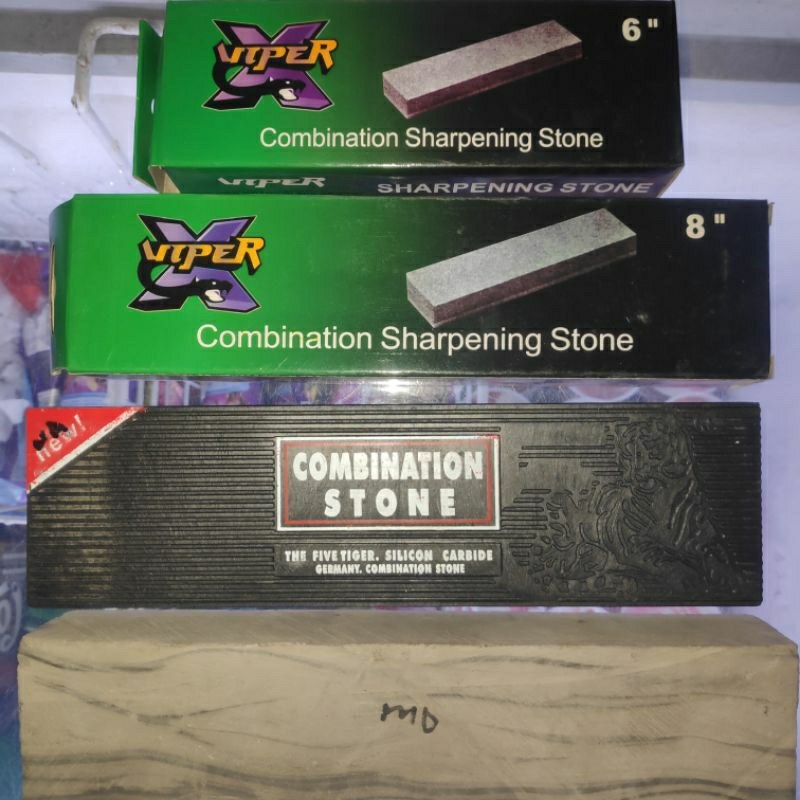 VIPER X
6"
Combination Sharpening Stone
VIPER SHARPENING STONE
VIPER X
8"
Combination Sharpening Stone
new!
COMBINATION
STONE
THE FIVE TIGER. SILICON CARBIDE
GERMANY. COMBINATION STONE